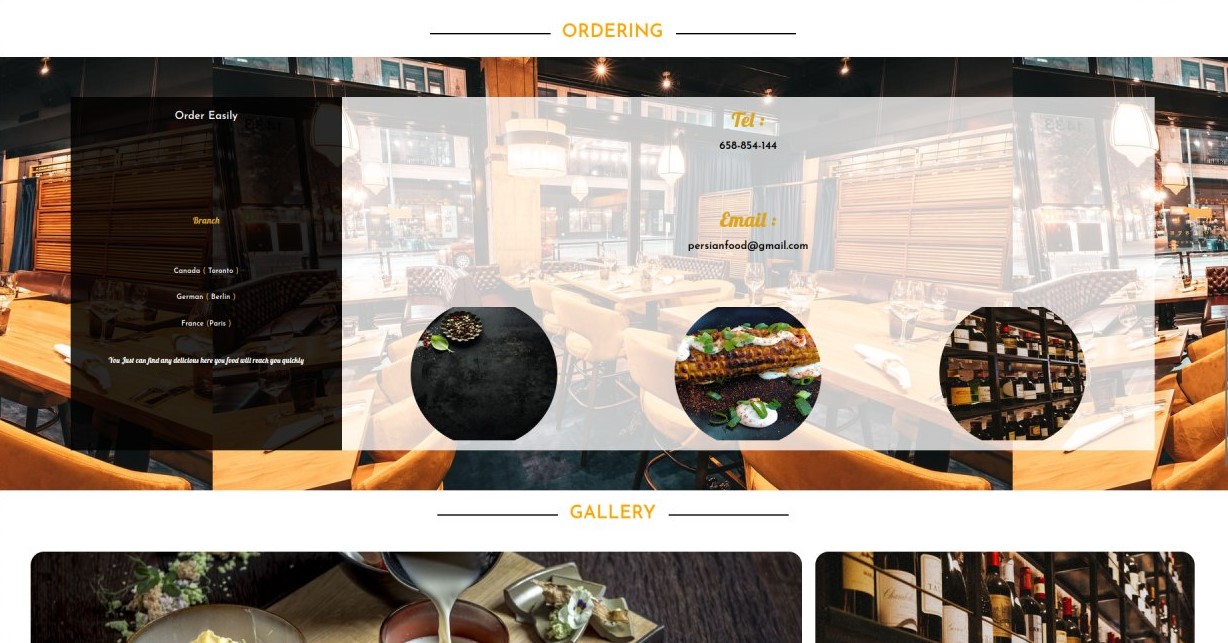 ORDERING
Order Easily
Branch
Canada ( Toronto )
German ( Berlin )
France (Paris )
You Just can find any delicious here you food will reach you quickly
Tel :
658-854-144
Email :
persianfood@gmail.com
GALLERY